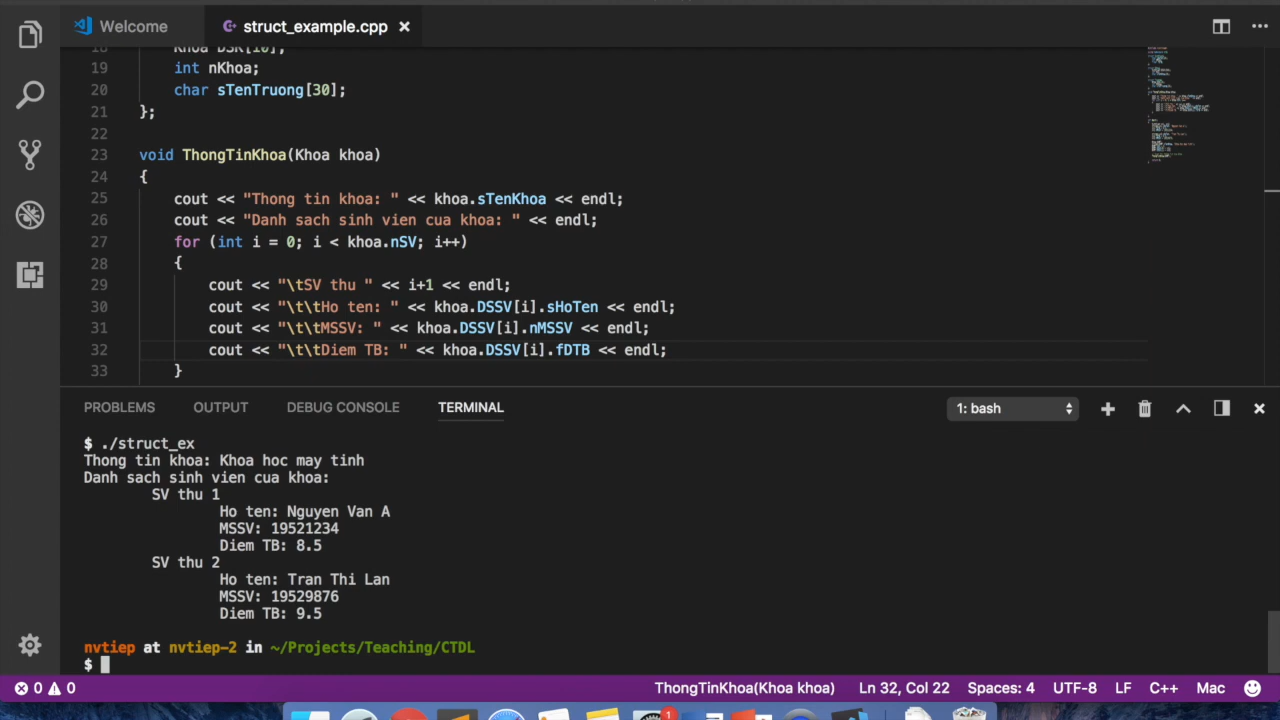 Welcome
struct_example.cpp
18 Khoa DSK[10];
19 int nKhoa;
20 char sTenTruong[30];
21 };
22
23 void ThongTinKhoa(Khoa khoa)
24 {
25 cout << "Thong tin khoa: " << khoa.sTenKhoa << endl;
26 cout << "Danh sach sinh vien cua khoa: " << endl;
27 for (int i = 0; i < khoa.nSV; i++)
28 {
29 cout << "\tSV thu " << i+1 << endl;
30 cout << "\t\tHo ten: " << khoa.DSSV[i].sHoTen << endl;
31 cout << "\t\tMSSV: " << khoa.DSSV[i].nMSSV << endl;
32 cout << "\t\tDiem TB: " << khoa.DSSV[i].fDTB << endl;
33 }
PROBLEMS OUTPUT DEBUG CONSOLE TERMINAL 1: bash
$ ./struct_ex
Thong tin khoa: Khoa hoc may tinh
Danh sach sinh vien cua khoa:
SV thu 1
Ho ten: Nguyen Van A
MSSV: 19521234
Diem TB: 8.5
SV thu 2
Ho ten: Tran Thi Lan
MSSV: 19529876
Diem TB: 9.5
nvtiep at nvtiep-2 in ~/Projects/Teaching/CTDL
$
0 0 ThongTinKhoa(Khoa khoa) Ln 32, Col 22 Spaces: 4 UTF-8 LF C++ Mac
1